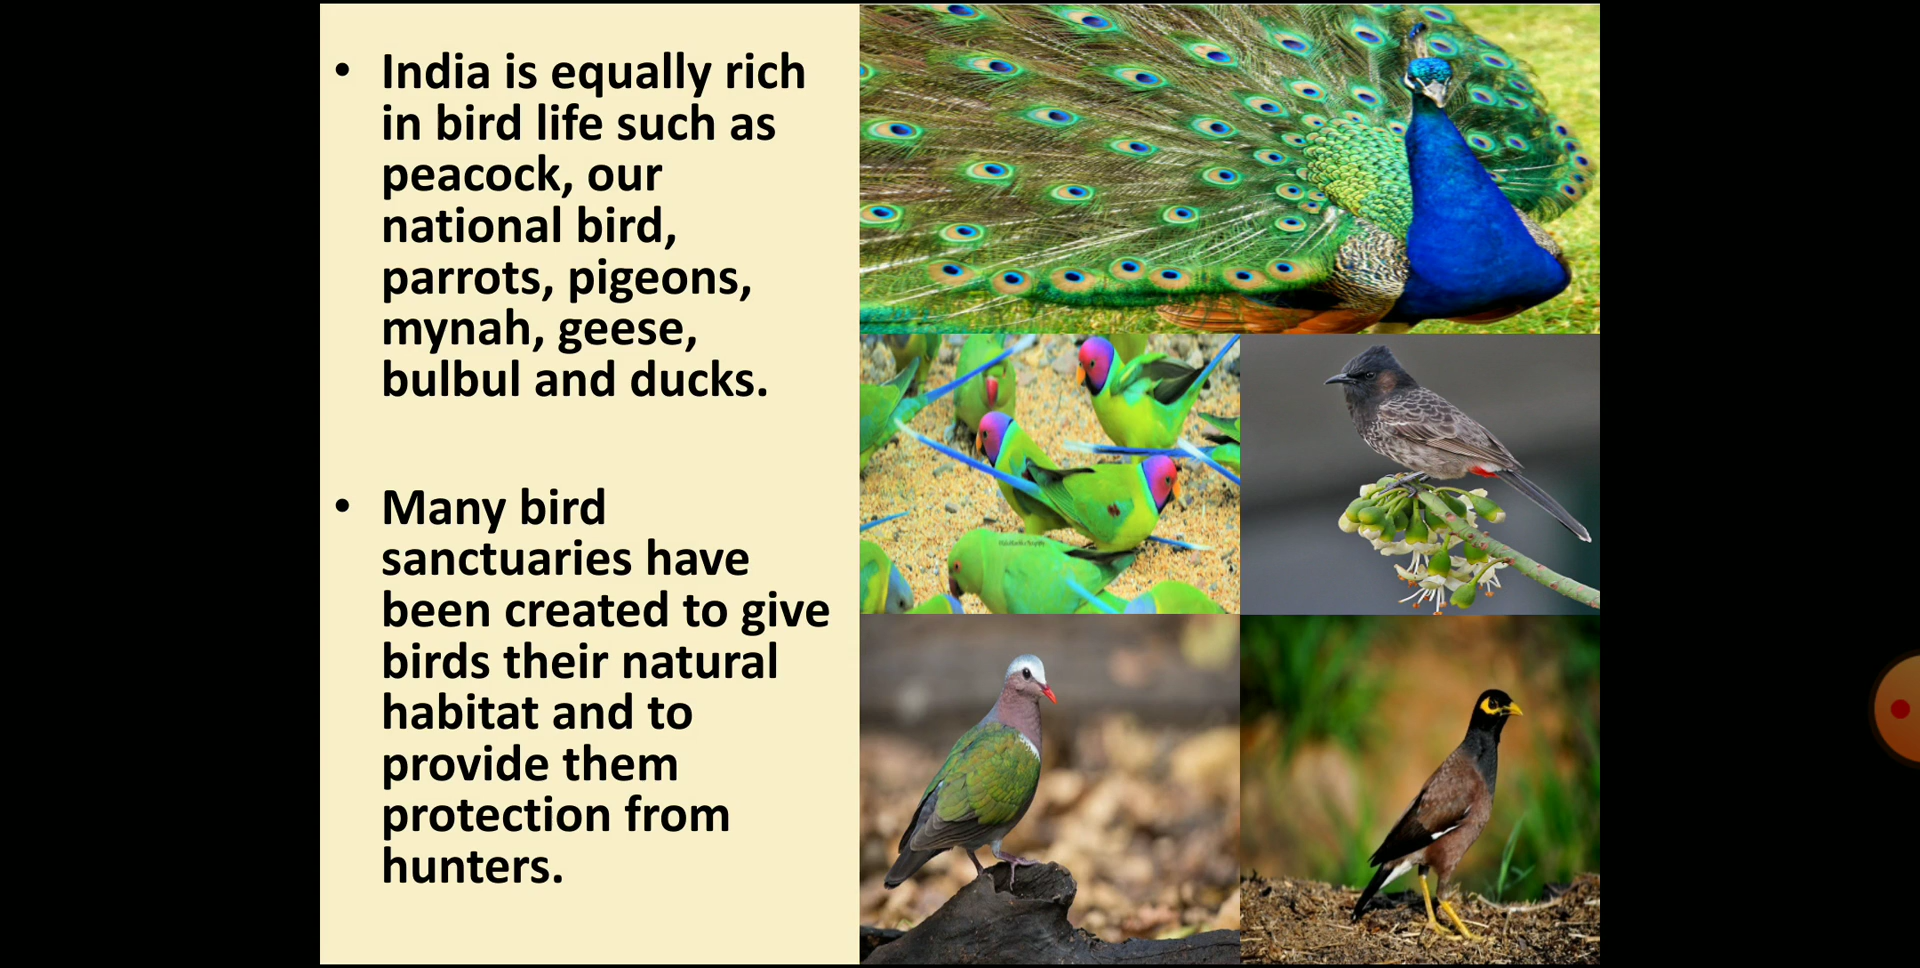 • India is equally rich
in bird life such as
peacock, our
national bird,
parrots, pigeons,
mynah, geese,
bulbul and ducks.
• Many bird
sanctuaries have
been created to give
birds their natural
habitat and to
provide them
protection from
hunters.